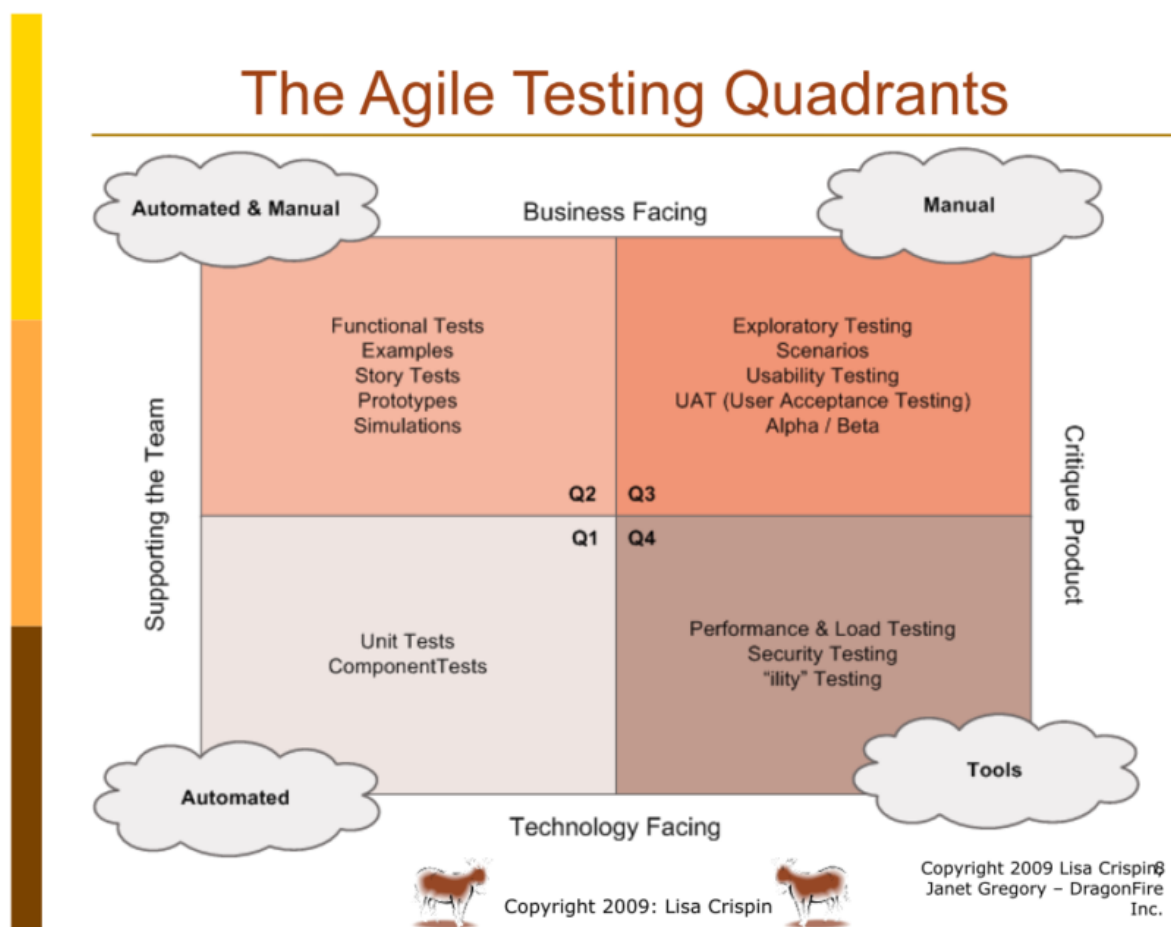 The Agile Testing Quadrants
Automated & Manual
Business Facing
Manual
Functional Tests
Examples
Story Tests
Prototypes
Simulations
Exploratory Testing
Scenarios
Usability Testing
UAT (User Acceptance Testing)
Alpha / Beta
Supporting the Team
Critique Product
Q2
Q3
Q1
Q4
Unit Tests
ComponentTests
Performance & Load Testing
Security Testing
"ility" Testing
Automated
Tools
Technology Facing
Copyright 2009: Lisa Crispin
Copyright 2009 Lisa Crispin,
8
Janet Gregory – DragonFire
Inc.